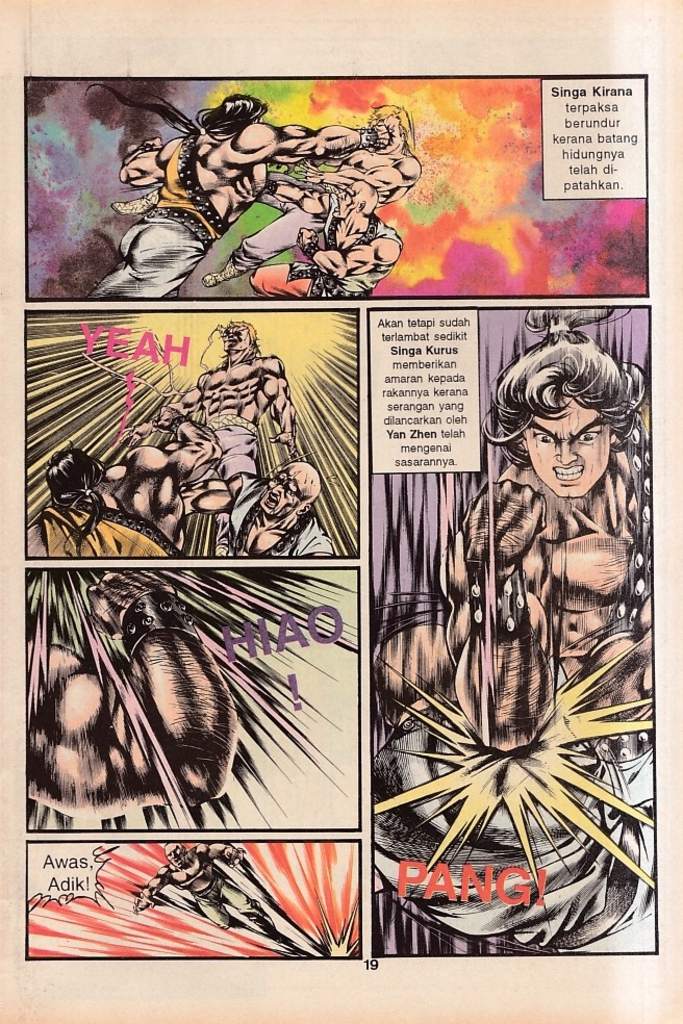 Singa Kirana
terpaksa
berundur
kerana batang
hidungnya
telah di-
patahkan.
YEAH
!
Akan tetapi sudah
terlambat sedikit
Singa Kurus
memberikan
amaran kepada
rakannya kerana
serangan yang
dilancarkan oleh
Yan Zhen telah
mengenai
sasarannya.
HIAO
!
Awas,
Adik!
PANG!
19